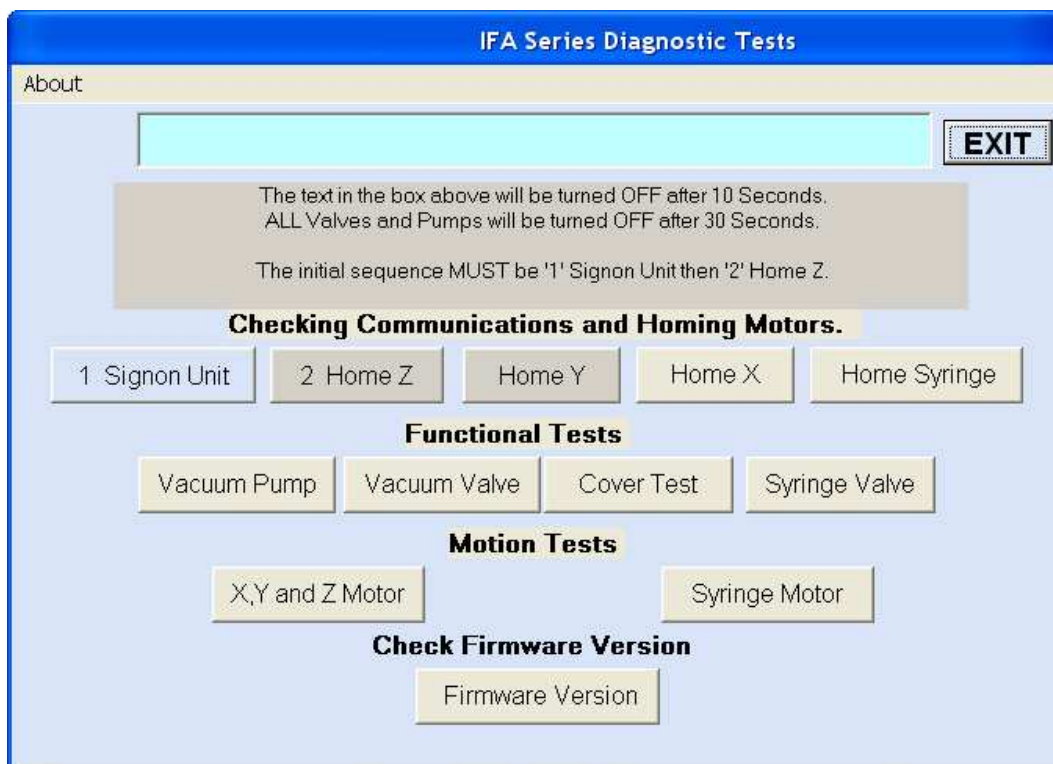 IFA Series Diagnostic Tests
About
EXIT
The text in the box above will be turned OFF after 10 Seconds.
ALL Valves and Pumps will be turned OFF after 30 Seconds.
The initial sequence MUST be '1' Signon Unit then '2' Home Z.
Checking Communications and Homing Motors.
1 Signon Unit 2 Home Z Home Y Home X Home Syringe
Functional Tests
Vacuum Pump Vacuum Valve Cover Test Syringe Valve
Motion Tests
X,Y and Z Motor Syringe Motor
Check Firmware Version
Firmware Version